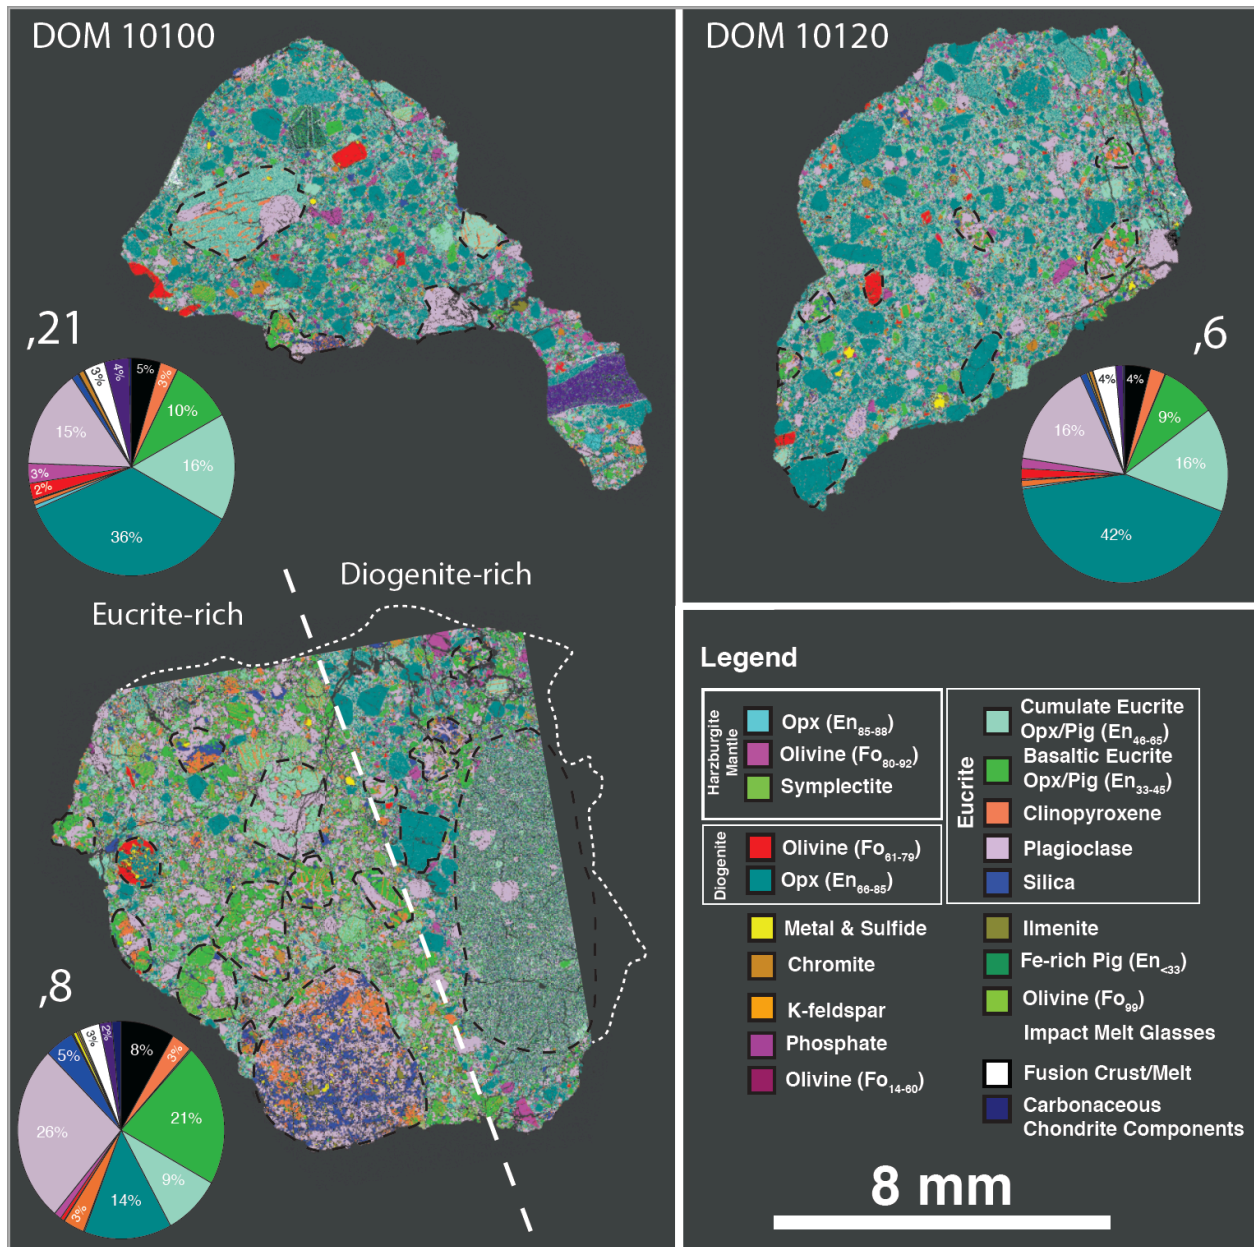 DOM 10100
,21
5%
3%
10%
16%
36%
2%
3%
15%
3%
4%
DOM 10120
,6
4%
9%
16%
42%
16%
4%
Eucrite-rich
Diogenite-rich
,8
8%
3%
21%
9%
14%
3%
26%
5%
3%
2%
Legend
Harzburgite
Mantle
Opx (En85-88)
Olivine (Fo80-92)
Symplectite
Diogenite
Olivine (Fo61-79)
Opx (En66-85)
Metal & Sulfide
Chromite
K-feldspar
Phosphate
Olivine (Fo14-60)
Eucrite
Cumulate Eucrite
Opx/Pig (En46-65)
Basaltic Eucrite
Opx/Pig (En33-45)
Clinopyroxene
Plagioclase
Silica
Ilmenite
Fe-rich Pig (En<33)
Olivine (Fo99)
Impact Melt Glasses
Fusion Crust/Melt
Carbonaceous
Chondrite Components
8 mm